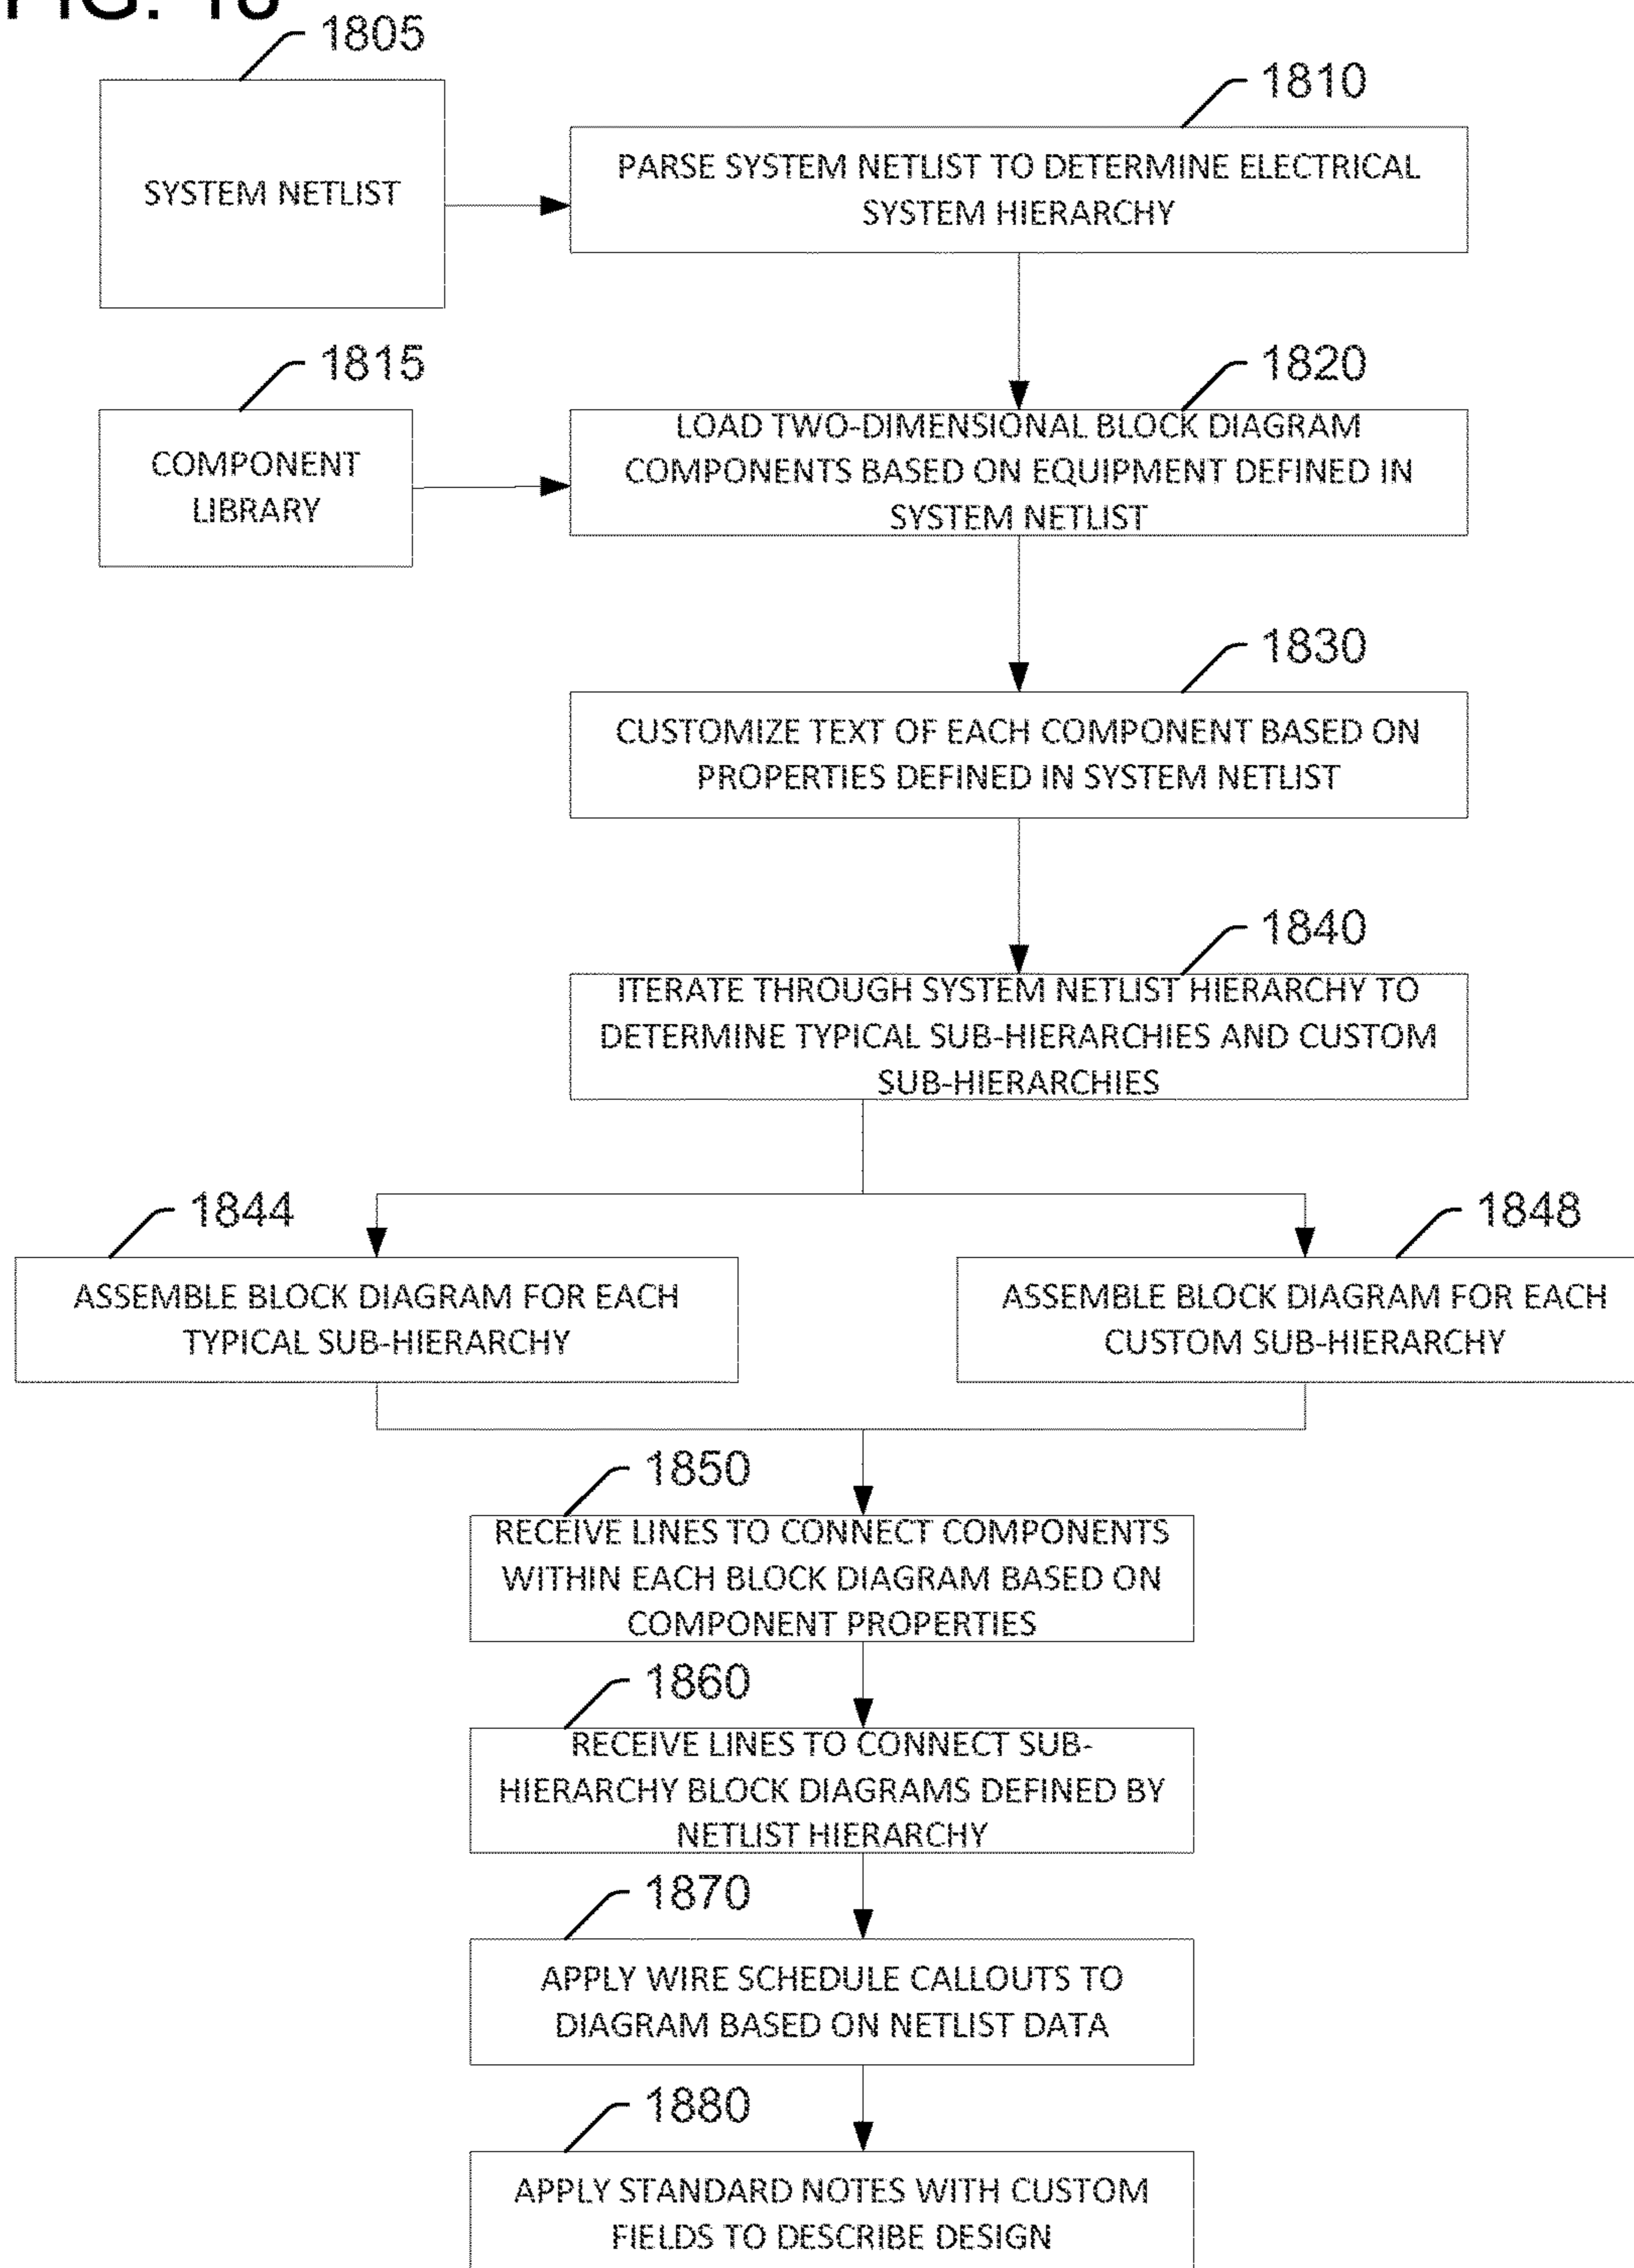 FIG. 18
1805
1810
SYSTEM NETLIST
PARSE SYSTEM NETLIST TO DETERMINE ELECTRICAL
SYSTEM HIERARCHY
1815
1820
COMPONENT
LIBRARY
LOAD TWO-DIMENSIONAL BLOCK DIAGRAM
COMPONENTS BASED ON EQUIPMENT DEFINED IN
SYSTEM NETLIST
1830
CUSTOMIZE TEXT OF EACH COMPONENT BASED ON
PROPERTIES DEFINED IN SYSTEM NETLIST
1840
ITERATE THROUGH SYSTEM NETLIST HIERARCHY TO
DETERMINE TYPICAL SUB-HIERARCHIES AND CUSTOM
SUB-HIERARCHIES
1844
1848
ASSEMBLE BLOCK DIAGRAM FOR EACH
TYPICAL SUB-HIERARCHY
ASSEMBLE BLOCK DIAGRAM FOR EACH
CUSTOM SUB-HIERARCHY
1850
RECEIVE LINES TO CONNECT COMPONENTS
WITHIN EACH BLOCK DIAGRAM BASED ON
COMPONENT PROPERTIES
1860
RECEIVE LINES TO CONNECT SUB-
HIERARCHY BLOCK DIAGRAMS DEFINED BY
NETLIST HIERARCHY
1870
APPLY WIRE SCHEDULE CALLOUTS TO
DIAGRAM BASED ON NETLIST DATA
1880
APPLY STANDARD NOTES WITH CUSTOM
FIELDS TO DESCRIBE DESIGN